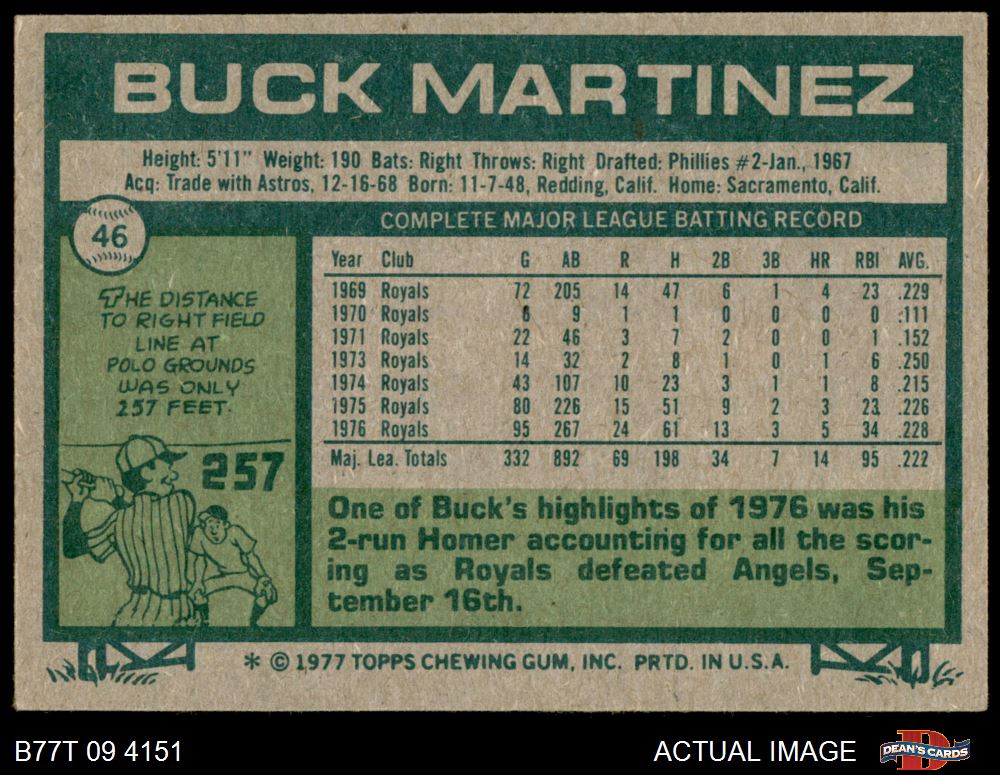 BUCK MARTINEZ
Height: 5'11" Weight: 190 Bats: Right Throws: Right Drafted: Phillies #2-Jan., 1967
Acq: Trade with Astros, 12-16-68 Born: 11-7-48, Redding, Calif. Home: Sacramento, Calif.
46
THE DISTANCE
TO RIGHT FIELD
LINE AT
POLO GROUNDS
WAS ONLY
257 FEET.
257
COMPLETE MAJOR LEAGUE BATTING RECORD
Year Club G AB R H 2B 3B HR RBI AVG.
1969 Royals 72 205 14 47 6 1 4 23 .229
1970 Royals 6 9 1 1 0 0 0 0 .111
1971 Royals 22 46 3 7 2 0 0 1 .152
1973 Royals 14 32 2 8 1 0 1 6 .250
1974 Royals 43 107 10 23 3 1 1 8 .215
1975 Royals 80 226 15 51 9 2 3 23 .226
1976 Royals 95 267 24 61 13 3 5 34 .228
Maj. Lea. Totals 332 892 69 198 34 7 14 95 .222
One of Buck's highlights of 1976 was his
2-run Homer accounting for all the scor-
ing as Royals defeated Angels, Sep-
tember 16th.
* © 1977 TOPPS CHEWING GUM, INC. PRTD. IN U.S.A.
B77T 09 4151
ACTUAL IMAGE
DEAN'S CARDS